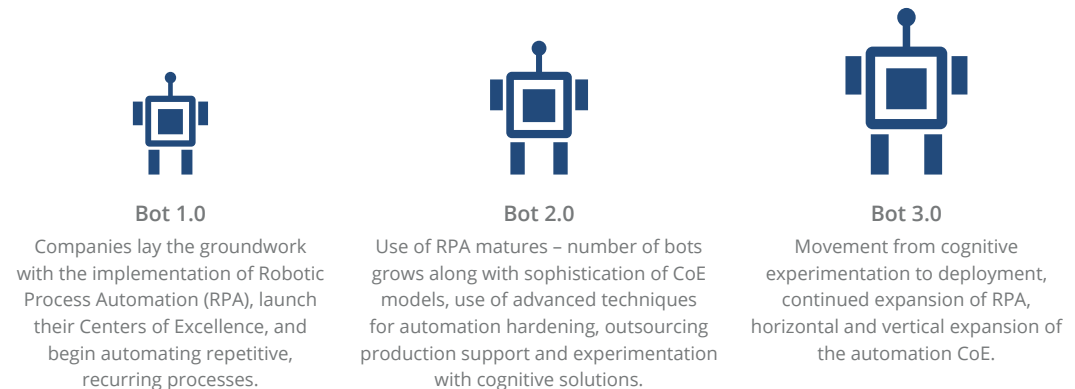 Bot 1.0
Companies lay the groundwork
with the implementation of Robotic
Process Automation (RPA), launch
their Centers of Excellence, and
begin automating repetitive,
recurring processes.
Bot 2.0
Use of RPA matures – number of bots
grows along with sophistication of CoE
models, use of advanced techniques
for automation hardening, outsourcing
production support and experimentation
with cognitive solutions.
Bot 3.0
Movement from cognitive
experimentation to deployment,
continued expansion of RPA,
horizontal and vertical expansion of
the automation CoE.